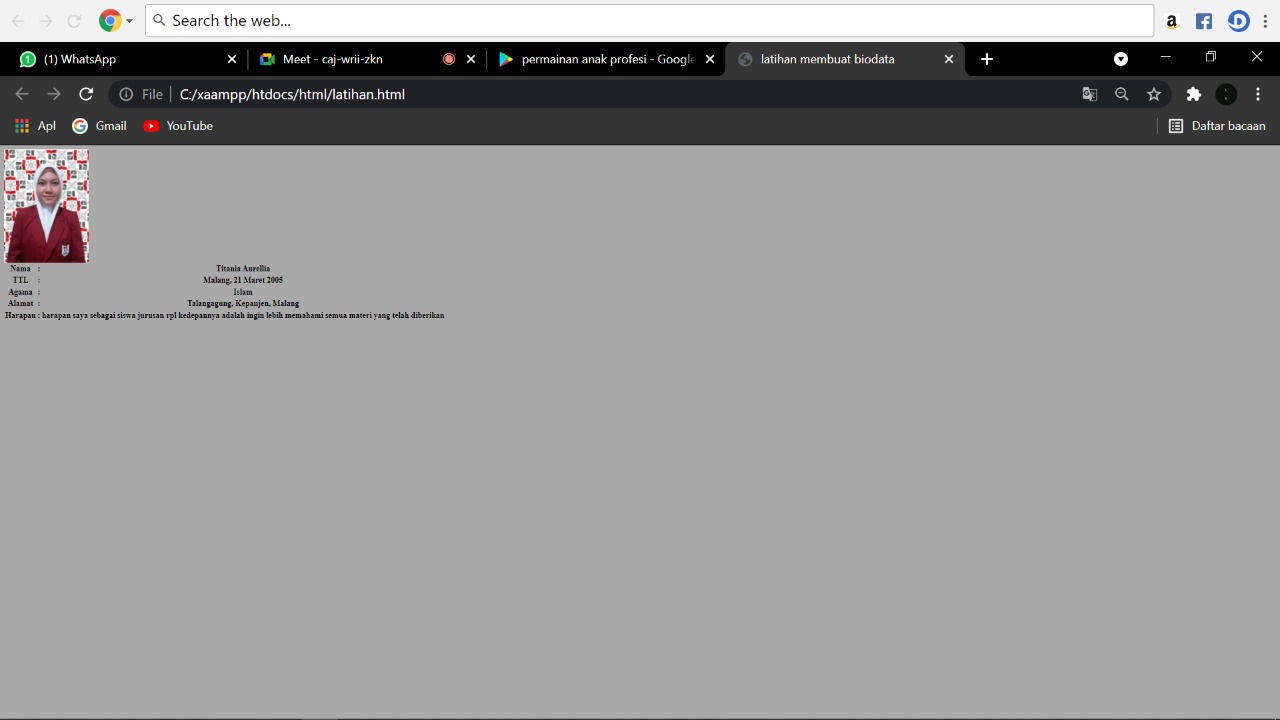 Search the web...
(1) WhatsApp
Meet - caj-wrii-zkn
permainan anak profesi - Google
latihan membuat biodata
File
C:/xaampp/htdocs/html/latihan.html
Apl
Gmail
YouTube
Daftar bacaan
Nama : Titania Aurellia
TTL : Malang, 21 Maret 2005
Agama : Islam
Alamat : Talangagung, Kepanjen, Malang
Harapan : harapan saya sebagai siswa jurusan rpl kedepannya adalah ingin lebih memahami semua materi yang telah diberikan